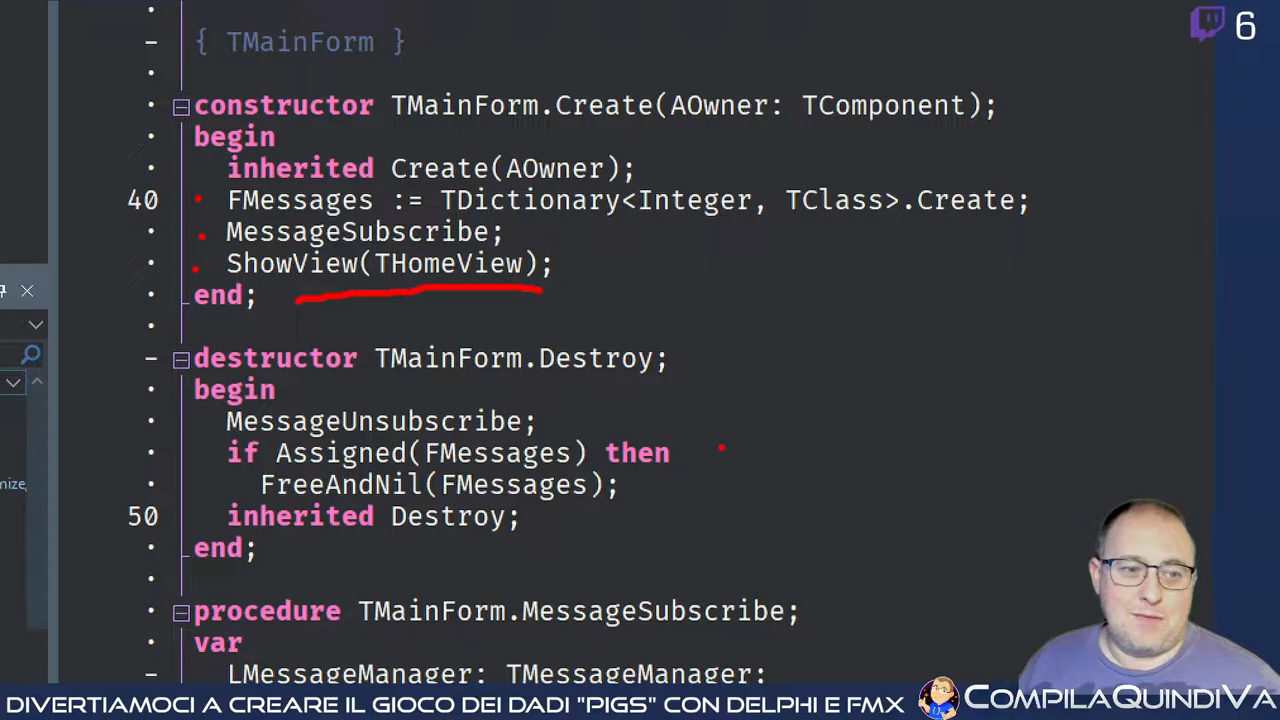 { TMainForm }
6
constructor TMainForm.Create(AOwner: TComponent);
begin
inherited Create(AOwner);
40 FMessages := TDictionary<Integer, TClass>.Create;
MessageSubscribe;
ShowView(THomeView);
end;
destructor TMainForm.Destroy;
begin
MessageUnsubscribe;
if Assigned(FMessages) then
FreeAndNil(FMessages);
50 inherited Destroy;
end;
procedure TMainForm.MessageSubscribe;
var
LMessageManager: TMessageManager;
DIVERTIAMOCI A CREARE IL GIOCO DEI DADI "PIGS" CON DELPHI E FMX
COMPILAQUINDIVA